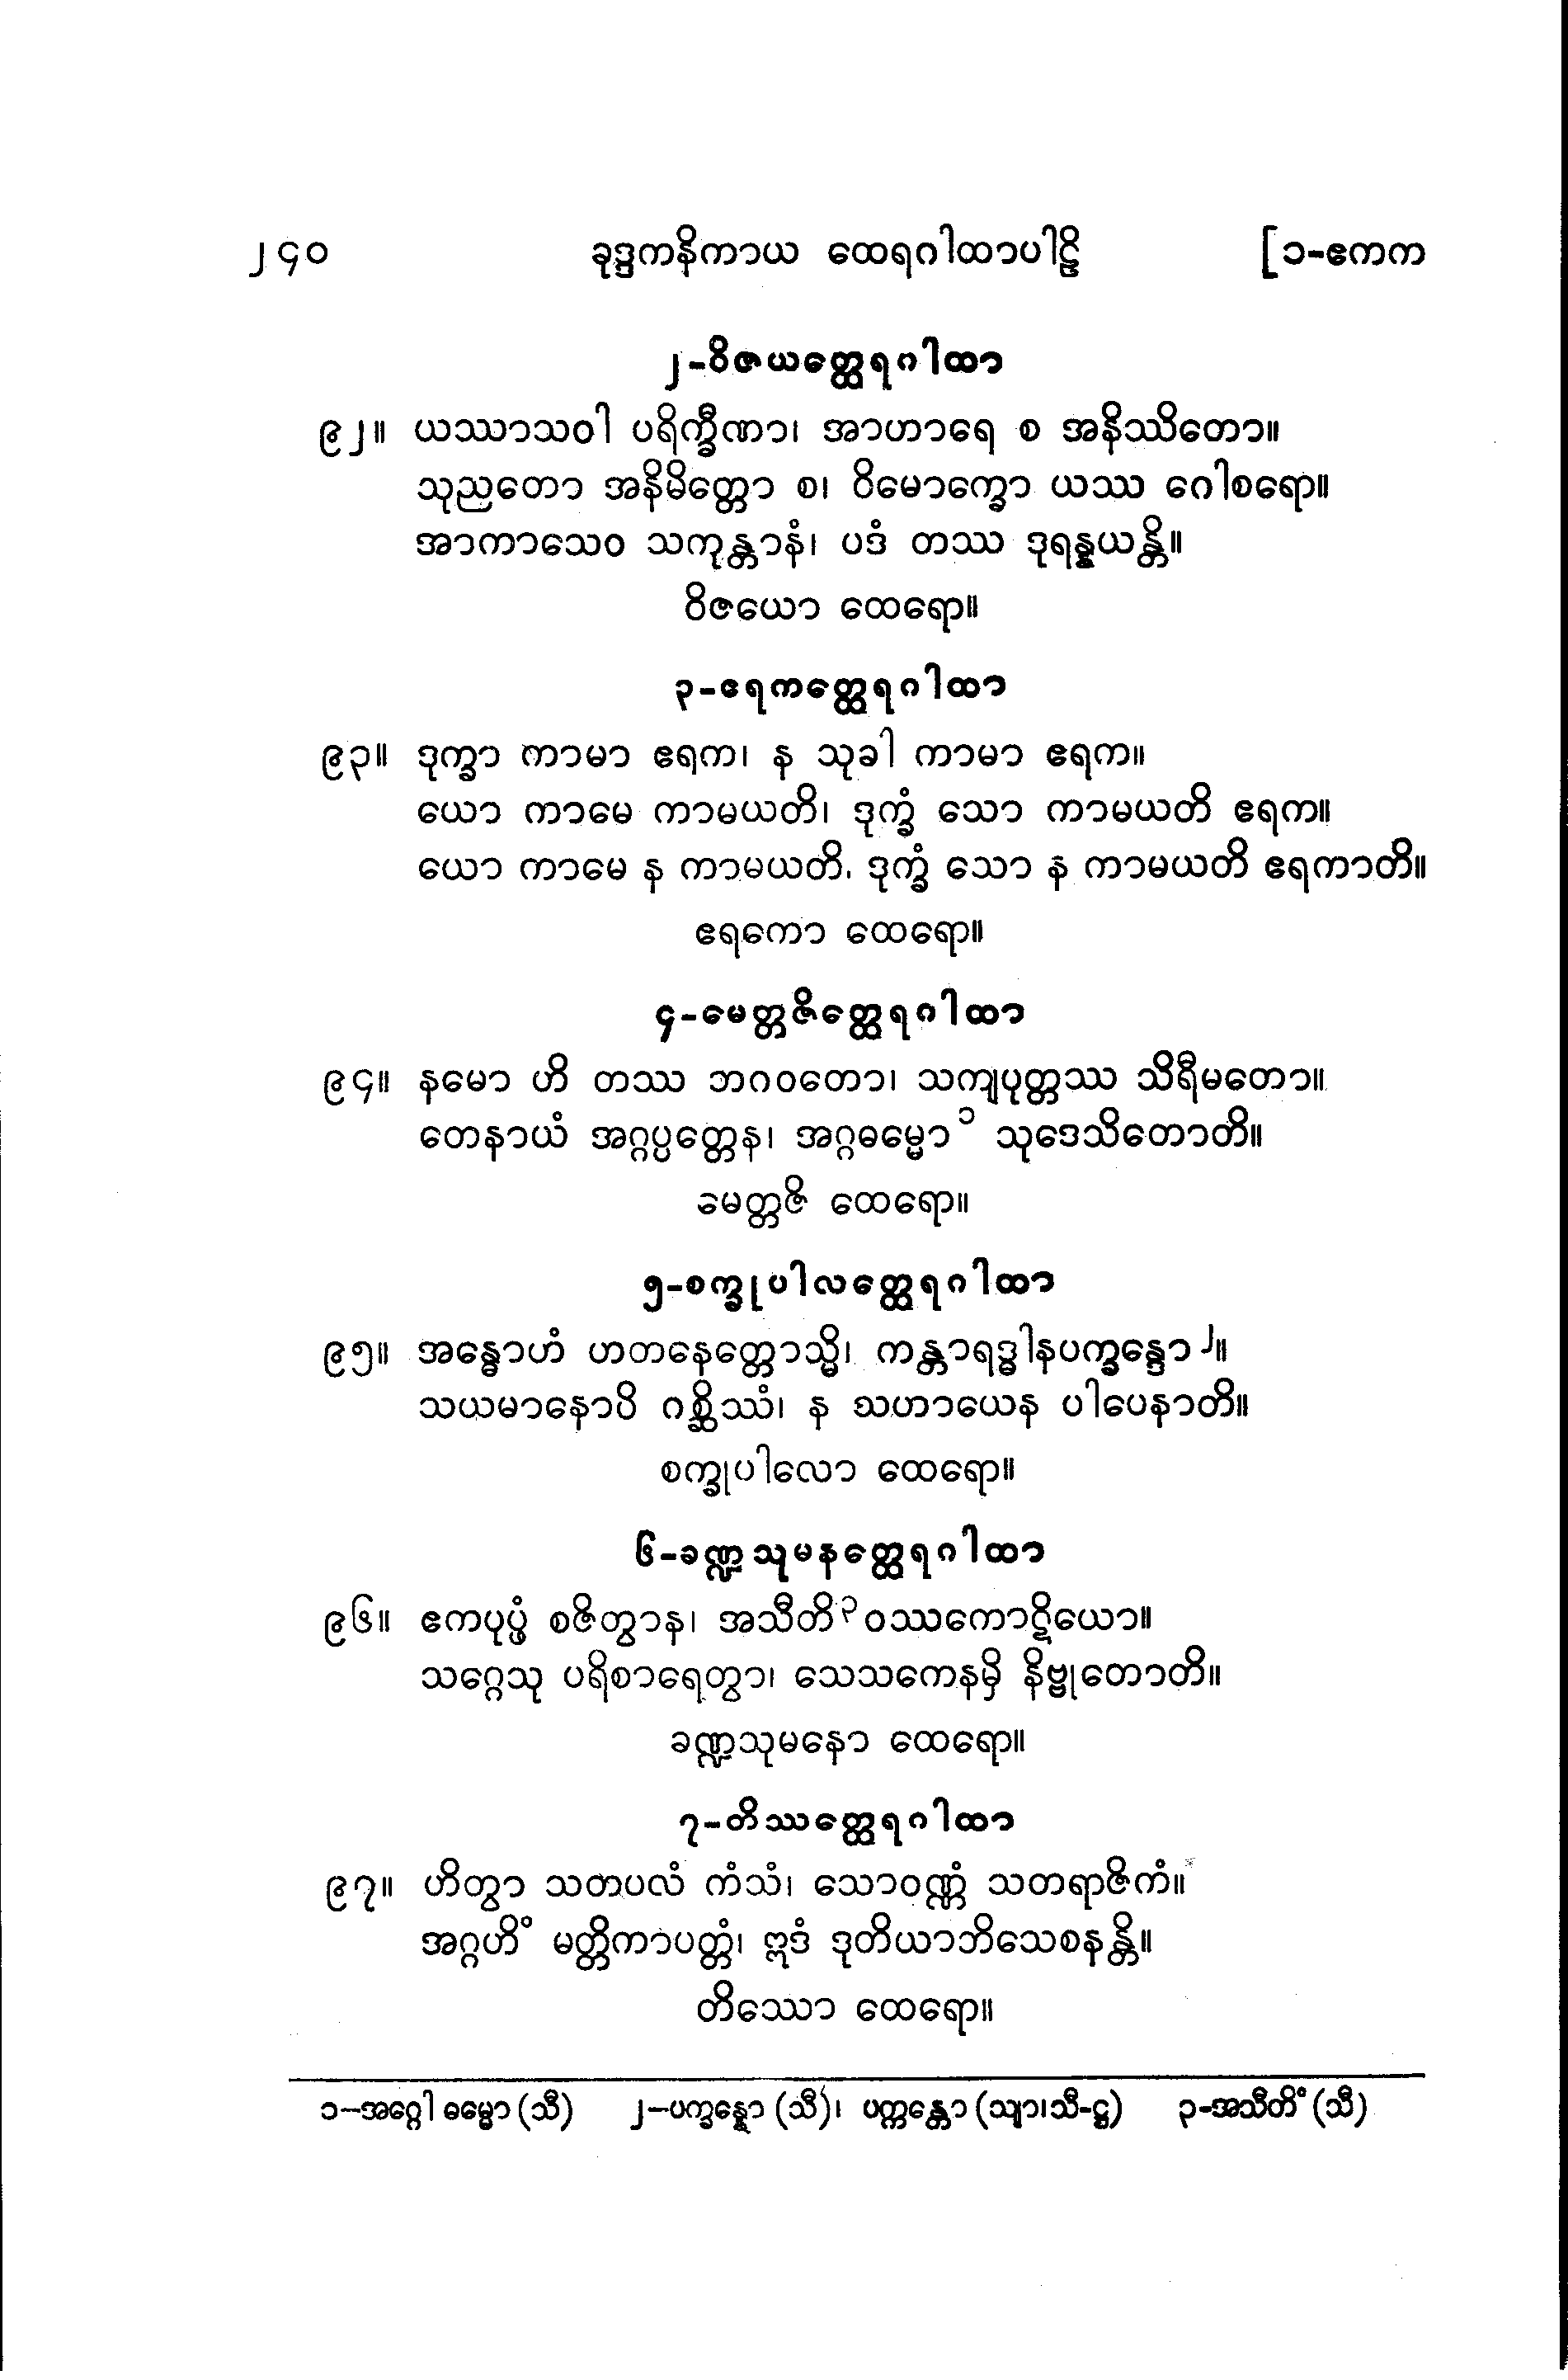 ၂၄၀ ခုဒ္ဒကနိကာယ ထေရဂါထာပါဠိ [၁-ဧကက
၂-ဝိဇယတ္ထေရဂါထာ
၉၂။ ယဿာသဝါ ပရိက္ခီဏာ၊ အာဟာရေ စ အနိဿိတော။
သုညတော အနိမိတ္တော စ၊ ဝိမောက္ခော ယဿ ဂေါစရော။
အာကာသေဝ သကုန္တာနံ၊ ပဒံ တဿ ဒုရန္နယန္တိ။
ဝိဇယော ထေရော။
၃-ဧရကတ္ထေရဂါထာ
၉၃။ ဒုက္ခာ ကာမာ ဧရက၊ န သုခါ ကာမာ ဧရက။
ယော ကာမေ ကာမယတိ၊ ဒုက္ခံ သော ကာမယတိ ဧရက။
ယော ကာမေ န ကာမယတိ၊ ဒုက္ခံ သော န ကာမယတိ ဧရကာတိ။
ဧရကော ထေရော။
၄-မေတ္တဇိတ္ထေရဂါထာ
၉၄။ နမော ဟိ တဿ ဘဂဝတော၊ သကျပုတ္တဿ သိရီမတော။
တေနာယံ အဂ္ဂပ္ပတ္တေန၊ အဂ္ဂဓမ္မော ၁ သုဒေသိတောတိ။
မေတ္တဇိ ထေရော။
၅-စက္ခုပါလတ္ထေရဂါထာ
၉၅။ အန္ဓောဟံ ဟတနေတ္တောသ္မိ၊ ကန္တာရဒ္ဓါနပက္ခန္ဒော ၂။
သယမာနောပိ ဂစ္ဆိဿံ၊ န သဟာယေန ပါပေနာတိ။
စက္ခုပါလော ထေရော။
၆-ခဏ္ဍသုမနတ္ထေရဂါထာ
၉၆။ ဧကပုပ္ဖံ စဇိတွာန၊ အသီတိ ၃ ဝဿကောဋိယော။
သဂ္ဂေသု ပရိစာရေတွာ၊ သေသကေနမှိ နိဗ္ဗုတောတိ။
ခဏ္ဍသုမနော ထေရော။
၇-တိဿတ္ထေရဂါထာ
၉၇။ ဟိတွာ သတပလံ ကံသံ၊ သောဝဏ္ဏံ သတရာဇိကံ။
အဂ္ဂဟိံ မတ္တိကာပတ္တံ၊ ဣဒံ ဒုတိယာဘိသေစနန္တိ။
တိဿော ထေရော။
၁-အဂ္ဂေါ ဓမ္မော (သီ) ၂-ပက္ခန္နော (သီ)၊ ပက္ကန္တော (သျာ၊သီ-ဋ္ဌ) ၃-အသီတိံ (သီ)